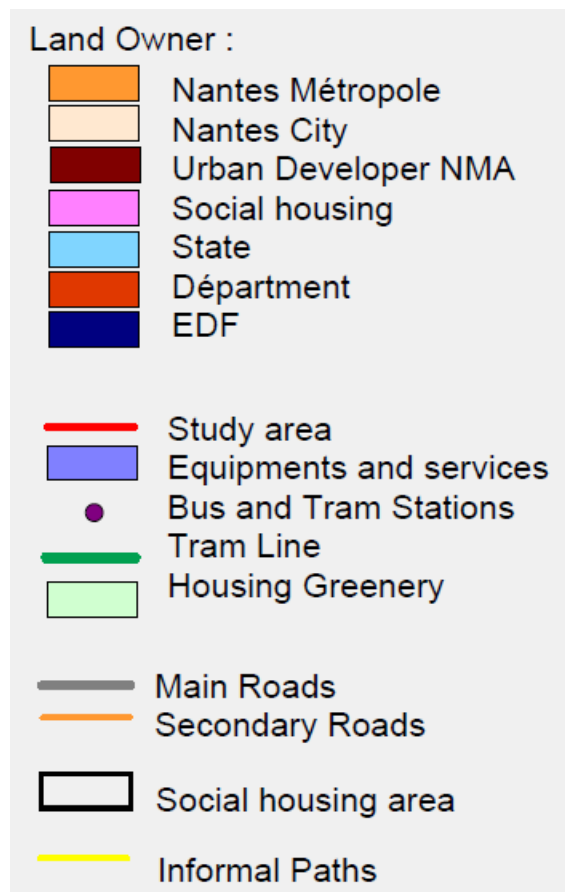 Land Owner :
Nantes Métropole
Nantes City
Urban Developer NMA
Social housing
State
Départment
EDF
Study area
Equipments and services
Bus and Tram Stations
Tram Line
Housing Greenery
Main Roads
Secondary Roads
Social housing area
Informal Paths